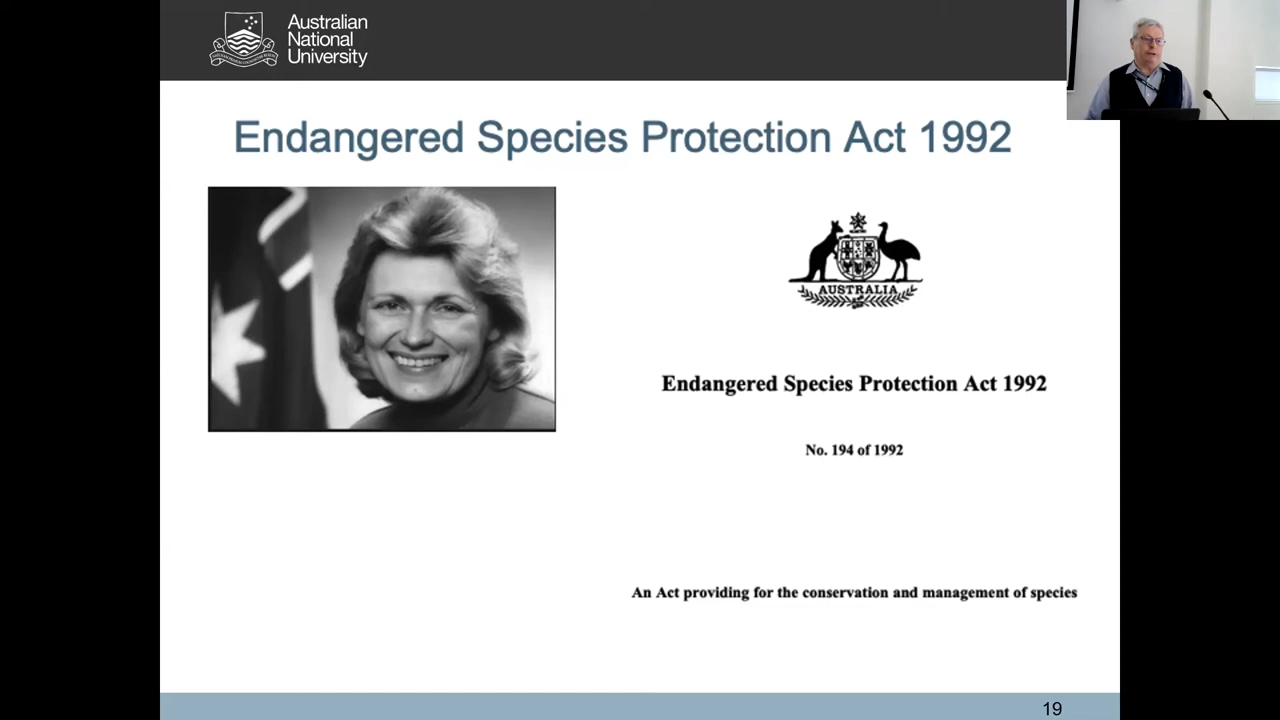 Australian
National
University
Endangered Species Protection Act 1992
AUSTRALIA
Endangered Species Protection Act 1992
No. 194 of 1992
An Act providing for the conservation and management of species
19